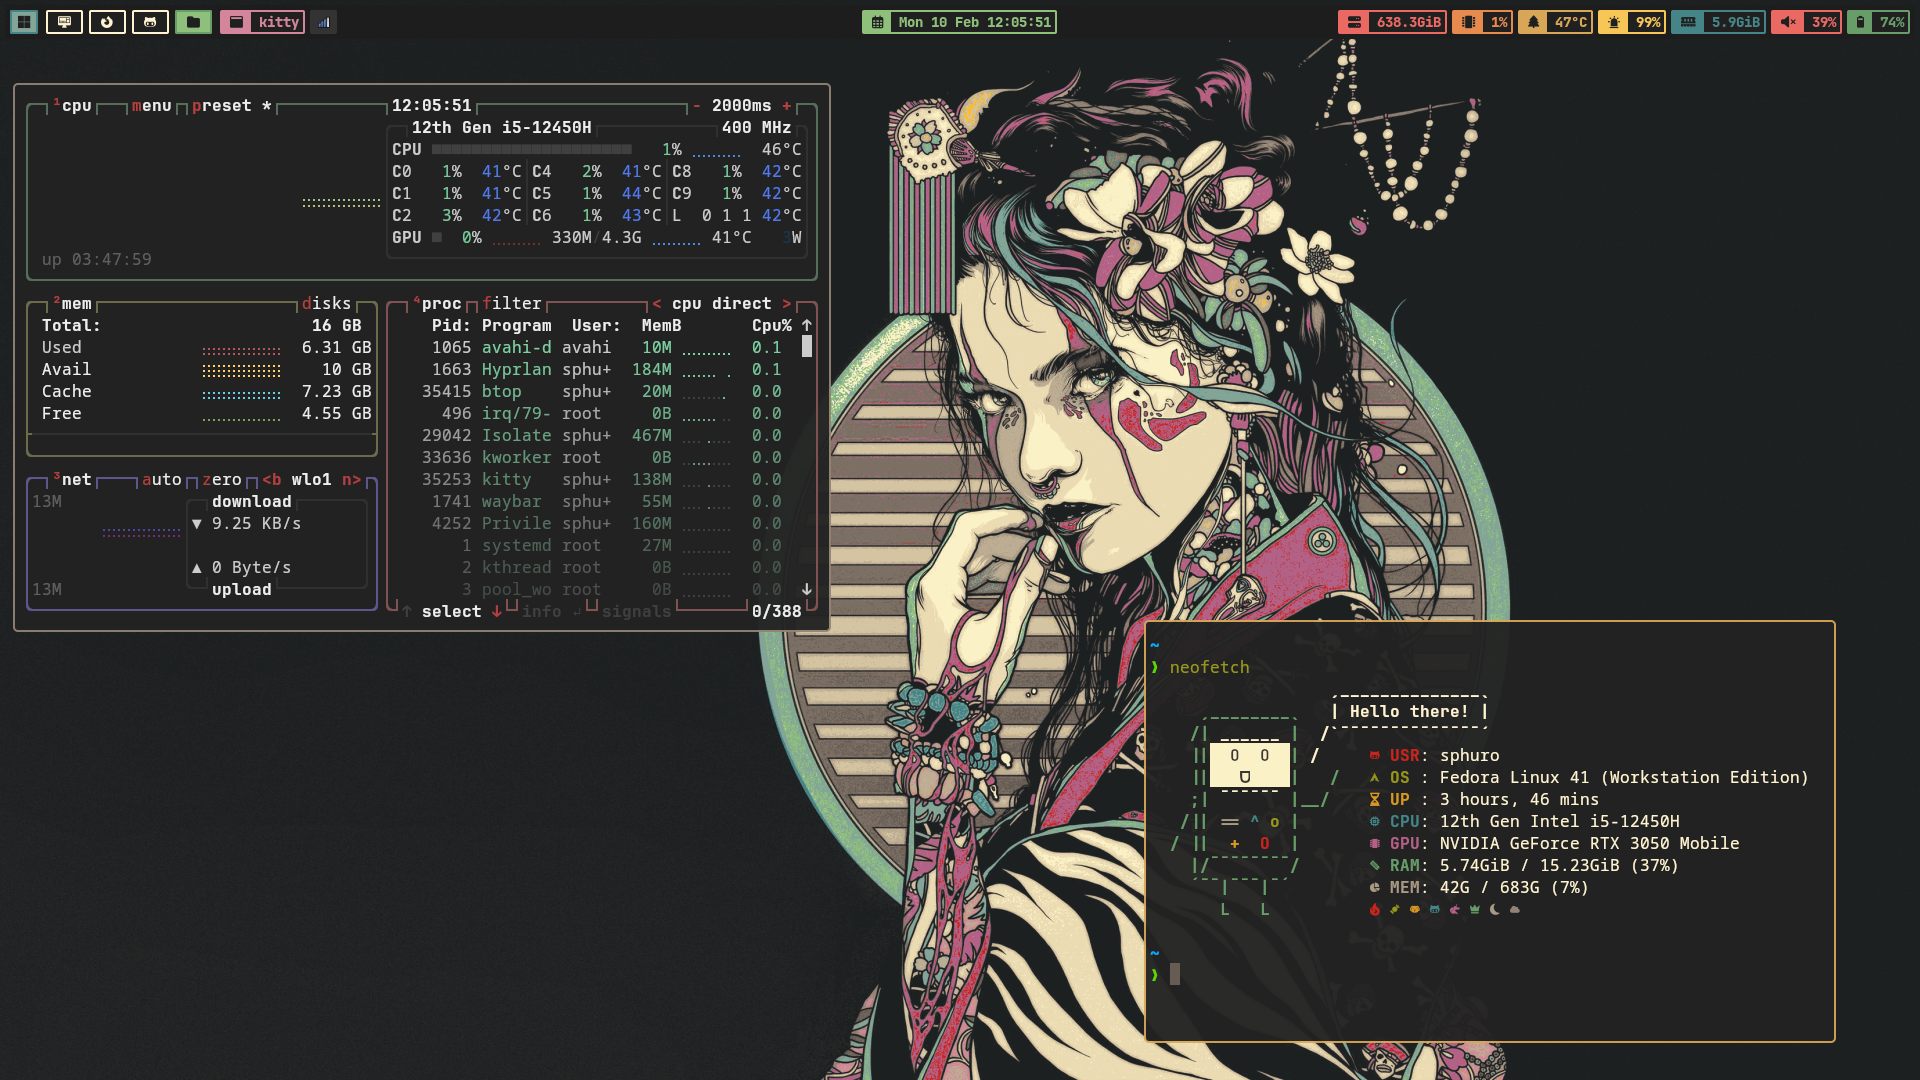 kitty
Mon 10 Feb 12:05:51
638.3GiB 1% 47°C 99% 5.9GiB 39% 74%
1cpu menu preset * 12:05:51 - 2000ms +
12th Gen i5-12450H 400 MHz
CPU 1% 46°C
C0 1% 41°C C4 2% 41°C C8 1% 42°C
C1 1% 41°C C5 1% 44°C C9 1% 42°C
C2 3% 42°C C6 1% 43°C L 0 1 1 42°C
GPU 0% 330M/4.3G 41°C 3W
up 03:47:59
2mem disks
Total: 16 GB
Used 6.31 GB
Avail 10 GB
Cache 7.23 GB
Free 4.55 GB
3net auto zero <b wlo1 n>
13M download
▼ 9.25 KB/s
▲ 0 Byte/s
13M upload
4proc filter < cpu direct >
Pid: Program User: MemB Cpu% ↑
1065 avahi-d avahi 10M 0.1
1663 Hyprlan sphu+ 184M 0.1
35415 btop sphu+ 20M 0.0
496 irq/79- root 0B 0.0
29042 Isolate sphu+ 467M 0.0
33636 kworker root 0B 0.0
35253 kitty sphu+ 138M 0.0
1741 waybar sphu+ 55M 0.0
4252 Privile sphu+ 160M 0.0
1 systemd root 27M 0.0
2 kthread root 0B 0.0
3 pool_wo root 0B 0.0 ↓
↑ select ↓ info ↵ signals 0/388
~
❯ neofetch
| Hello there! |
USR: sphuro
OS : Fedora Linux 41 (Workstation Edition)
UP : 3 hours, 46 mins
CPU: 12th Gen Intel i5-12450H
GPU: NVIDIA GeForce RTX 3050 Mobile
RAM: 5.74GiB / 15.23GiB (37%)
MEM: 42G / 683G (7%)
~
❯